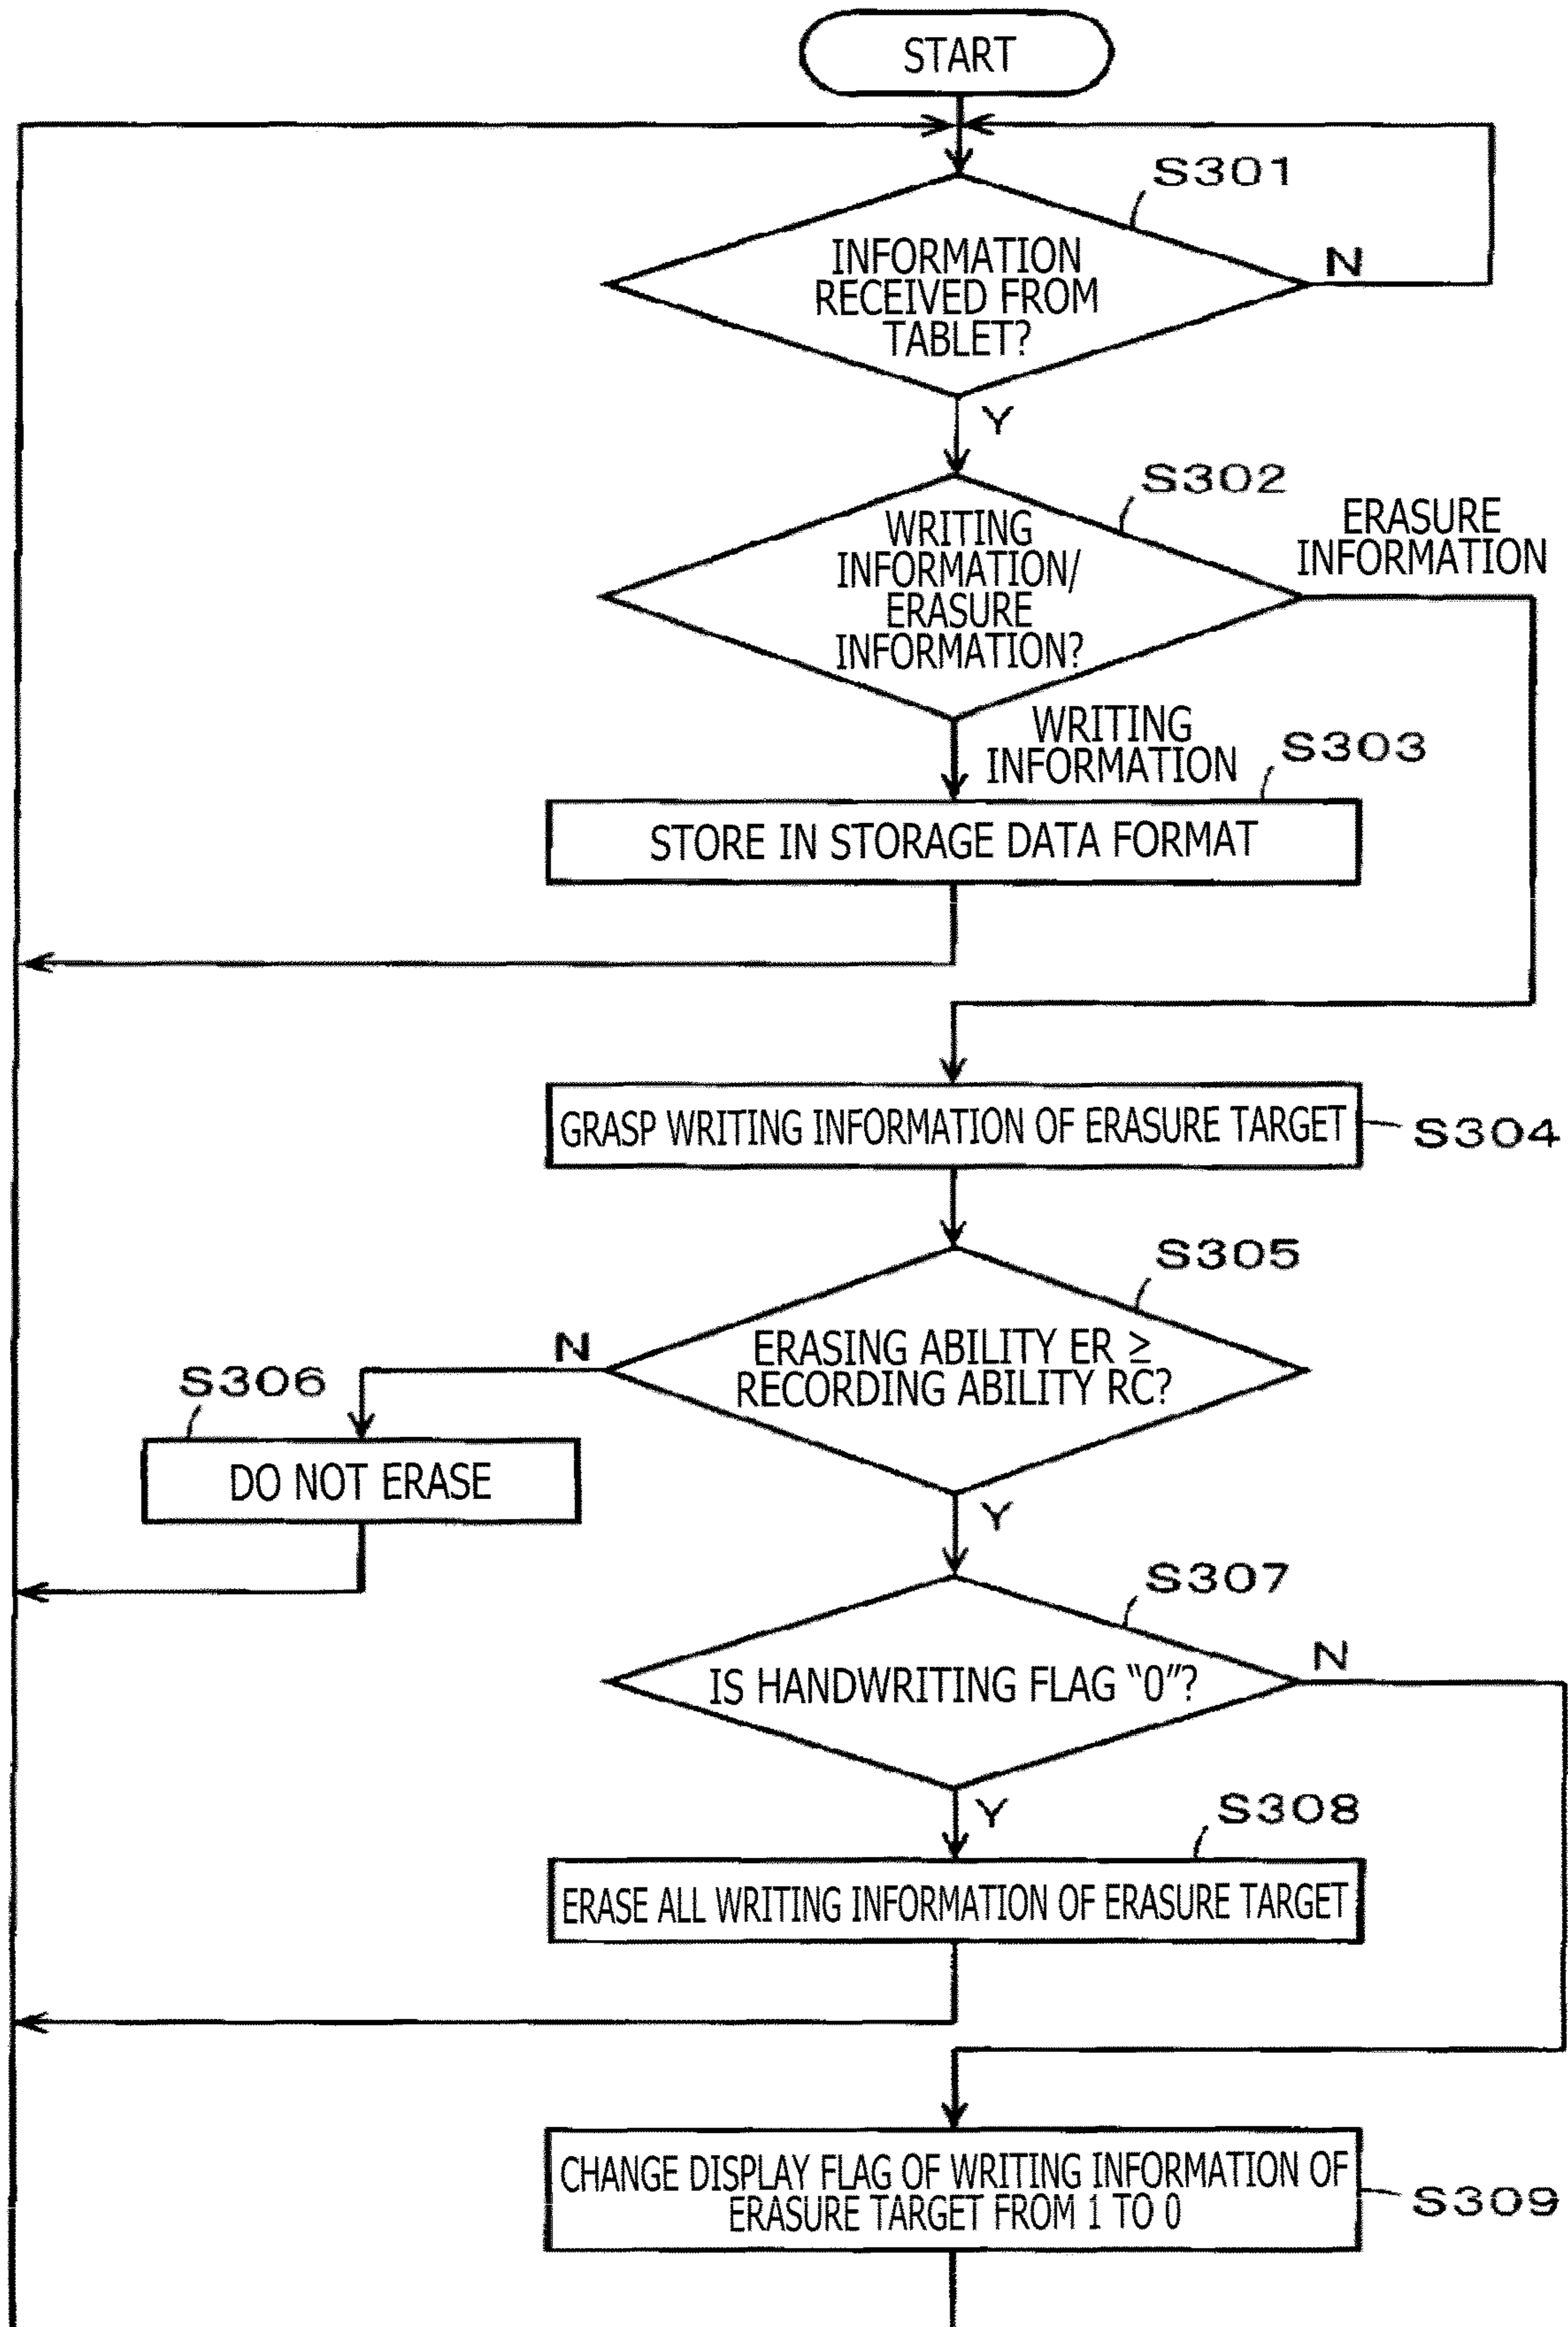 START
S301
INFORMATION
RECEIVED FROM
TABLET?
N
Y
S302
WRITING
INFORMATION/
ERASURE
INFORMATION?
ERASURE
INFORMATION
WRITING
INFORMATION
S303
STORE IN STORAGE DATA FORMAT
GRASP WRITING INFORMATION OF ERASURE TARGET
S304
S305
ERASING ABILITY ER ≥
RECORDING ABILITY RC?
N
S306
DO NOT ERASE
Y
S307
IS HANDWRITING FLAG “0”?
N
Y
S308
ERASE ALL WRITING INFORMATION OF ERASURE TARGET
CHANGE DISPLAY FLAG OF WRITING INFORMATION OF
ERASURE TARGET FROM 1 TO 0
S309